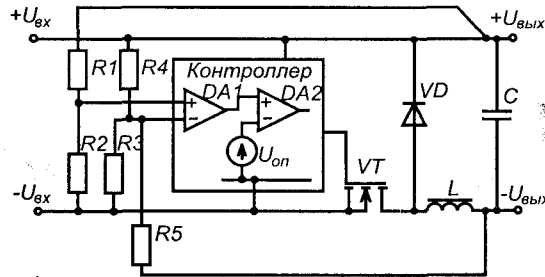 +Uвх +Uвых
R1 R4 Контроллер
DA1 DA2 VD C
+ +
− −
R2 R3 Uоп VT L
-Uвх -Uвых
R5